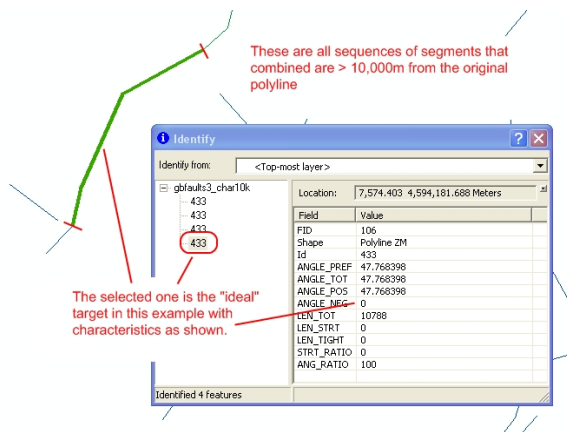 These are all sequences of segments that
combined are > 10,000m from the original
polyline
Identify
Identify from: <Top-most layer>
gbfaults3_char10k
433
433
433
433
Location: 7,574.403 4,594,181.688 Meters
Field Value
FID 106
Shape Polyline ZM
Id 433
ANGLE_PREF 47.768398
ANGLE_TOT 47.768398
ANGLE_POS 47.768398
ANGLE_NEG 0
LEN_TOT 10788
LEN_STRT 0
LEN_TIGHT 0
STRT_RATIO 0
ANG_RATIO 100
The selected one is the "ideal"
target in this example with
characteristics as shown.
Identified 4 features